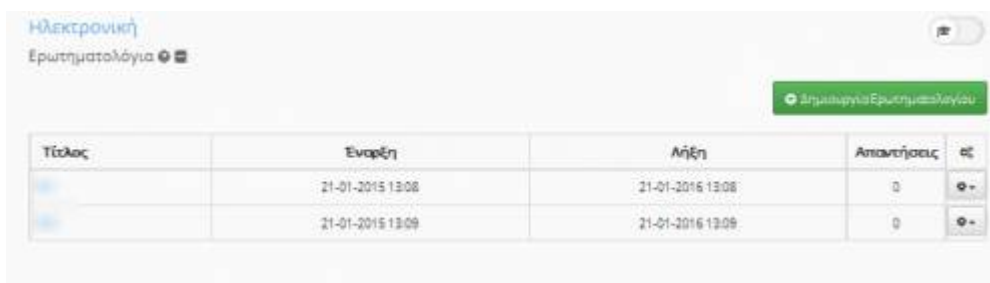 Ηλεκτρονική
Ερωτηματολόγια
Δημιουργία Ερωτηματολογίου
Τίτλος Έναρξη Λήξη Απαντήσεις
21-01-2015 13:08 21-01-2016 13:08 0
21-01-2015 13:09 21-01-2016 13:09 0